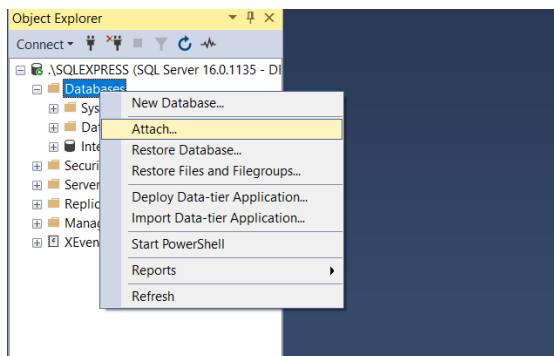 Object Explorer
Connect
.\SQLEXPRESS (SQL Server 16.0.1135 - DI
Databases
Sys
Dat
Inte
Securi
Server
Replic
Manag
XEven
New Database...
Attach...
Restore Database...
Restore Files and Filegroups...
Deploy Data-tier Application...
Import Data-tier Application...
Start PowerShell
Reports
Refresh